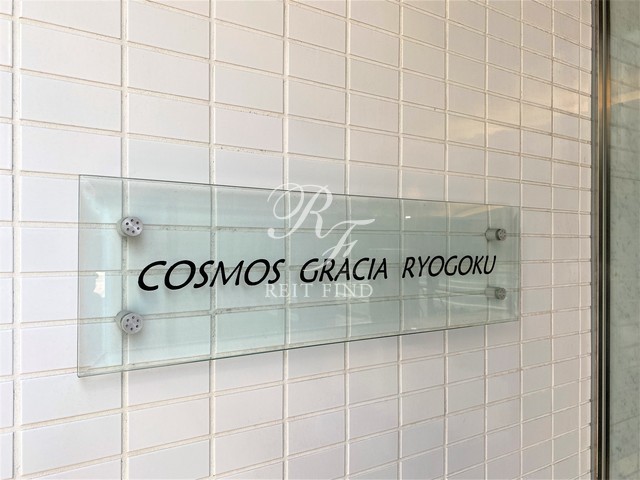 RF
COSMOS GRACIA RYOGOKU
REIT FIND